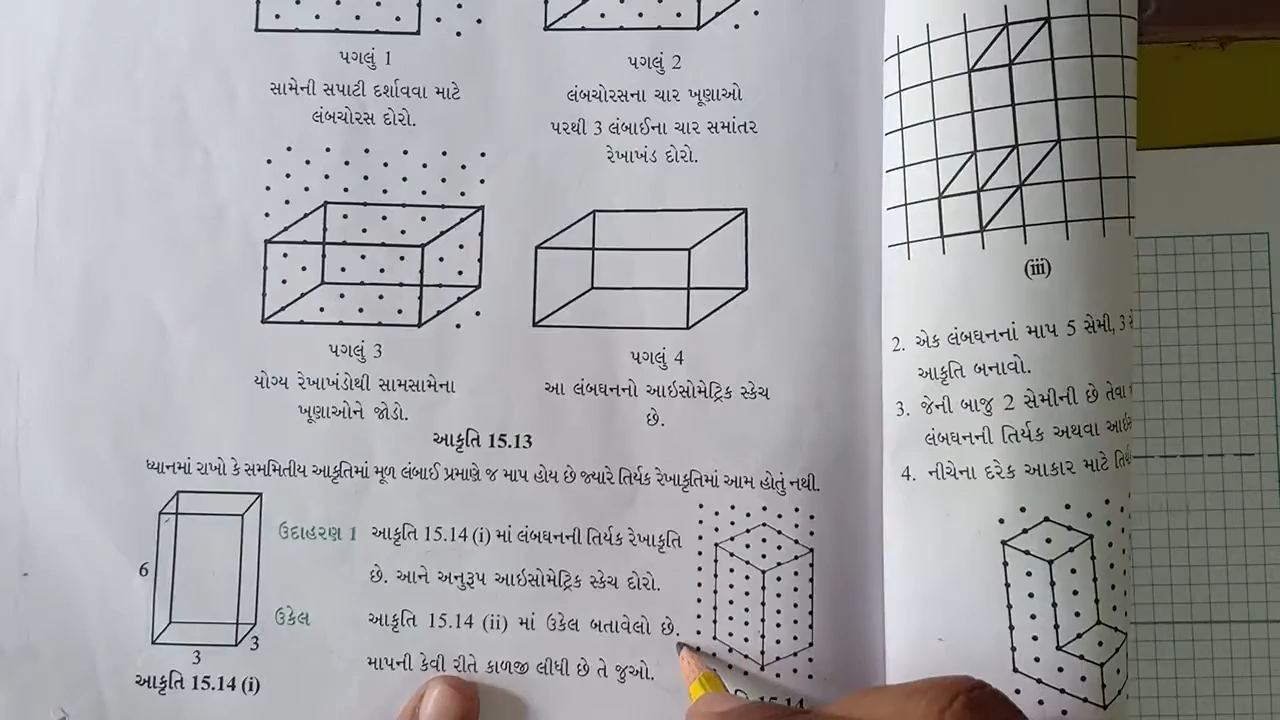 પગલું 1
સામેની સપાટી દર્શાવવા માટે
લંબચોરસ દોરો.
પગલું 2
લંબચોરસના ચાર ખૂણાઓ
પરથી 3 લંબાઈના ચાર સમાંતર
રેખાખંડ દોરો.
પગલું 3
યોગ્ય રેખાખંડોથી સામસામેના
ખૂણાઓને જોડો.
પગલું 4
આ લંબઘનનો આઇસોમેટ્રિક સ્કેચ
છે.
આકૃતિ 15.13
ધ્યાનમાં રાખો કે સમમિતીય આકૃતિમાં મૂળ લંબાઈ પ્રમાણે જ માપ હોય છે જ્યારે તિર્યક રેખાકૃતિમાં આમ હોતું નથી.
6
3
3
આકૃતિ 15.14 (i)
ઉદાહરણ 1 આકૃતિ 15.14 (i) માં લંબઘનની તિર્યક રેખાકૃતિ
છે. આને અનુરૂપ આઇસોમેટ્રિક સ્કેચ દોરો.
ઉકેલ આકૃતિ 15.14 (ii) માં ઉકેલ બતાવેલો છે.
માપની કેવી રીતે કાળજી લીધી છે તે જુઓ.
15.14
(iii)
2. એક લંબઘનનાં માપ 5 સેમી, 3
આકૃતિ બનાવો.
3. જેની બાજુ 2 સેમીની છે તેવા
લંબઘનની તિર્યક અથવા
4. નીચેના દરેક આકાર માટે